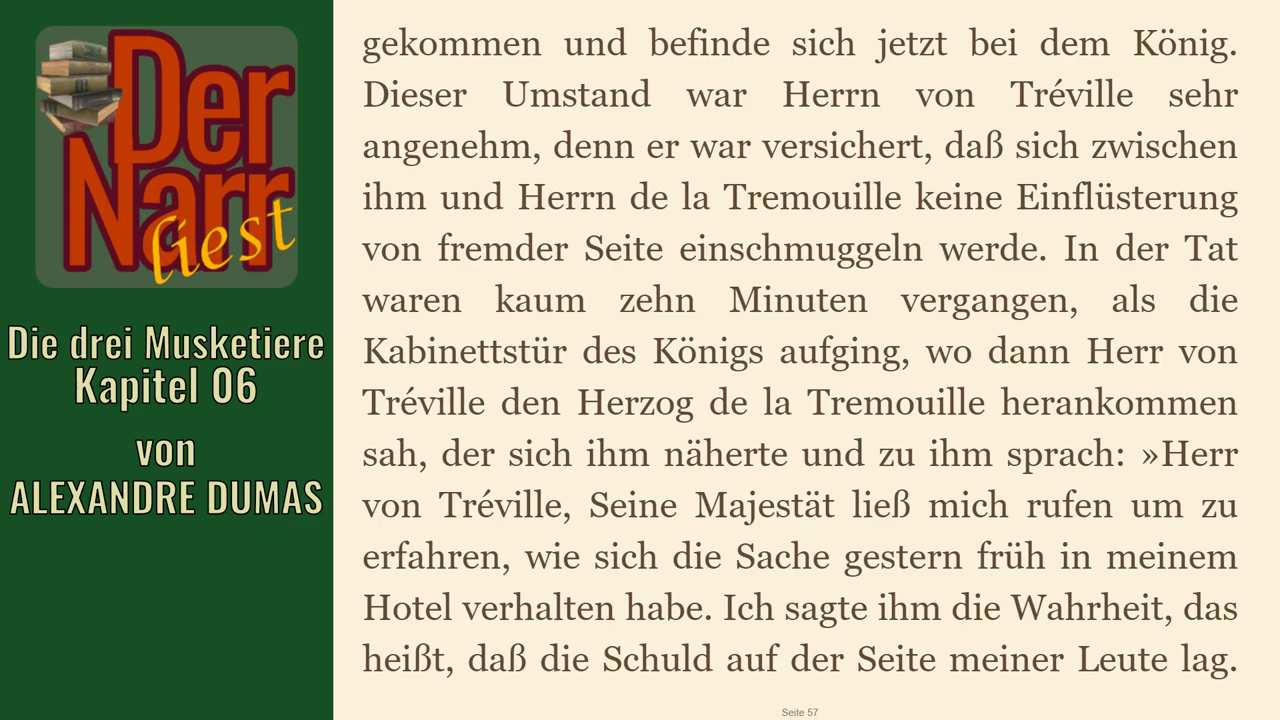 Der
Narr
liest
Die drei Musketiere
Kapitel 06
von
ALEXANDRE DUMAS
gekommen und befinde sich jetzt bei dem König.
Dieser Umstand war Herrn von Tréville sehr
angenehm, denn er war versichert, daß sich zwischen
ihm und Herrn de la Tremouille keine Einflüsterung
von fremder Seite einschmuggeln werde. In der Tat
waren kaum zehn Minuten vergangen, als die
Kabinettstür des Königs aufging, wo dann Herr von
Tréville den Herzog de la Tremouille herankommen
sah, der sich ihm näherte und zu ihm sprach: »Herr
von Tréville, Seine Majestät ließ mich rufen um zu
erfahren, wie sich die Sache gestern früh in meinem
Hotel verhalten habe. Ich sagte ihm die Wahrheit, das
heißt, daß die Schuld auf der Seite meiner Leute lag.
Seite 57